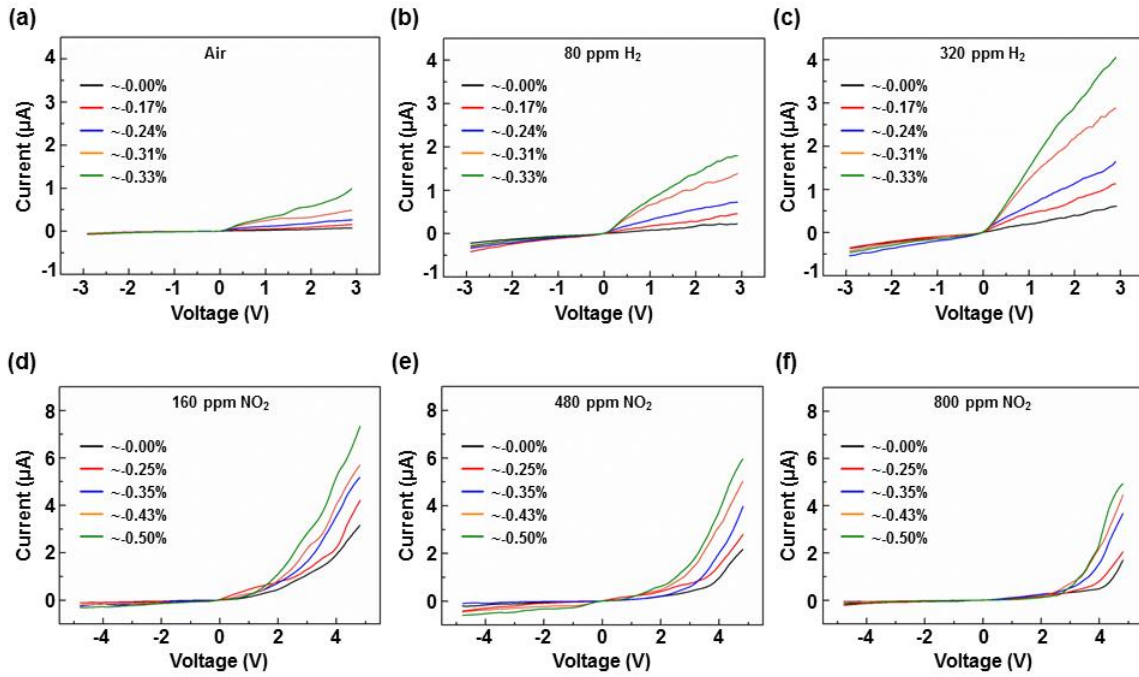 (a)
Air
4
3
2
1
0
-1
Current (µA)
~-0.00%
~-0.17%
~-0.24%
~-0.31%
~-0.33%
-3 -2 -1 0 1 2 3
Voltage (V)
(b)
80 ppm H₂
4
3
2
1
0
-1
Current (µA)
~-0.00%
~-0.17%
~-0.24%
~-0.31%
~-0.33%
-3 -2 -1 0 1 2 3
Voltage (V)
(c)
320 ppm H₂
4
3
2
1
0
-1
Current (µA)
~-0.00%
~-0.17%
~-0.24%
~-0.31%
~-0.33%
-3 -2 -1 0 1 2 3
Voltage (V)
(d)
160 ppm NO₂
8
6
4
2
0
Current (µA)
~-0.00%
~-0.25%
~-0.35%
~-0.43%
~-0.50%
-4 -2 0 2 4
Voltage (V)
(e)
480 ppm NO₂
8
6
4
2
0
Current (µA)
~-0.00%
~-0.25%
~-0.35%
~-0.43%
~-0.50%
-4 -2 0 2 4
Voltage (V)
(f)
800 ppm NO₂
8
6
4
2
0
Current (µA)
~-0.00%
~-0.25%
~-0.35%
~-0.43%
~-0.50%
-4 -2 0 2 4
Voltage (V)